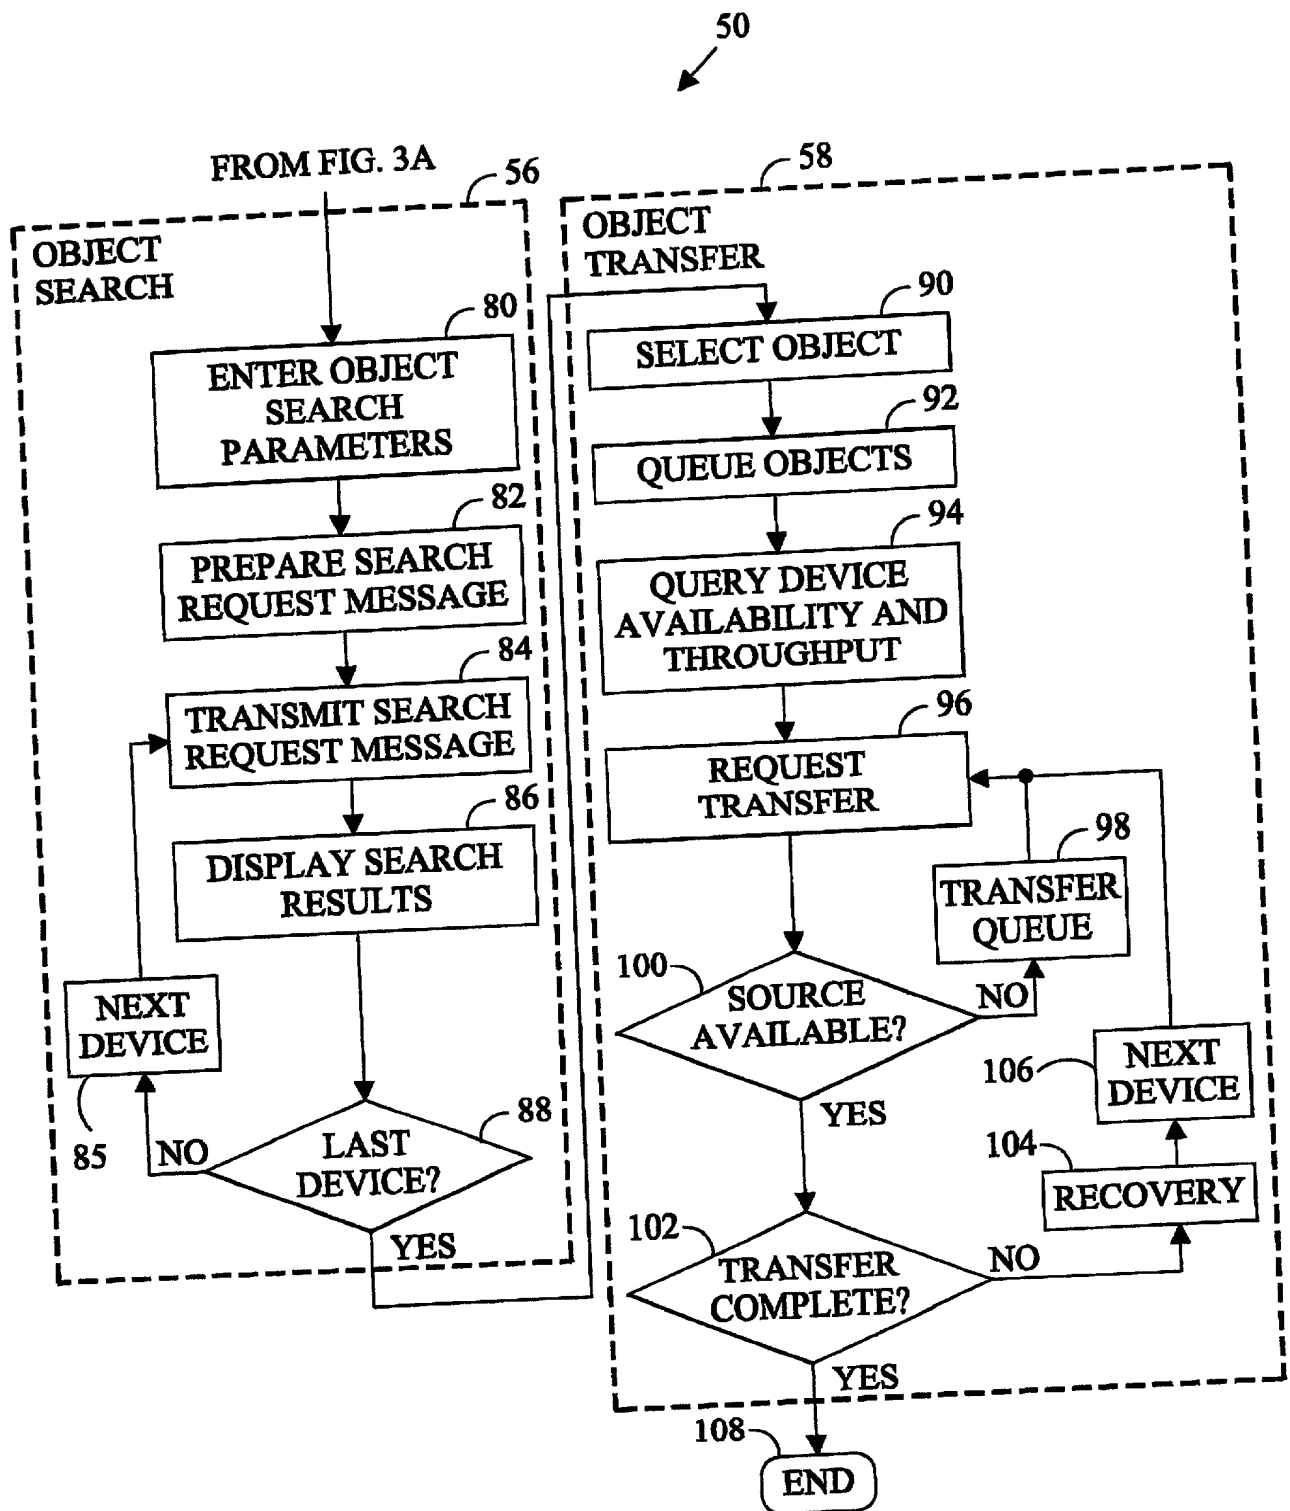 50
FROM FIG. 3A
56
OBJECT
SEARCH
80
ENTER OBJECT
SEARCH
PARAMETERS
82
PREPARE SEARCH
REQUEST MESSAGE
84
TRANSMIT SEARCH
REQUEST MESSAGE
86
DISPLAY SEARCH
RESULTS
NEXT
DEVICE
85
NO
88
LAST
DEVICE?
YES
58
OBJECT
TRANSFER
90
SELECT OBJECT
92
QUEUE OBJECTS
94
QUERY DEVICE
AVAILABILITY AND
THROUGHPUT
96
REQUEST
TRANSFER
98
TRANSFER
QUEUE
100
SOURCE
AVAILABLE?
NO
YES
106
NEXT
DEVICE
104
RECOVERY
102
TRANSFER
COMPLETE?
NO
YES
108
END